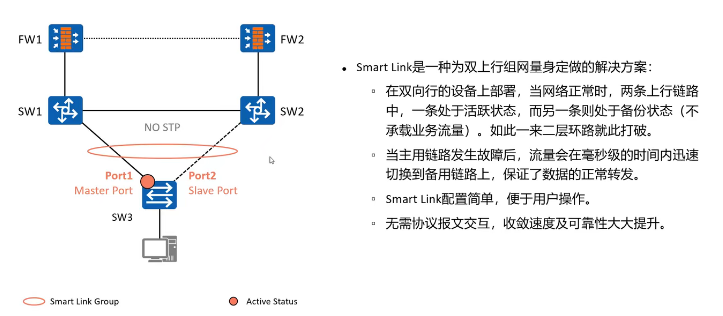 FW1
FW2
SW1
SW2
NO STP
Port1
Master Port
Port2
Slave Port
SW3
Smart Link Group
Active Status
• Smart Link是一种为双上行组网量身定做的解决方案：
▫ 在双向行的设备上部署，当网络正常时，两条上行链路
中，一条处于活跃状态，而另一条则处于备份状态（不
承载业务流量）。如此一来二层环路就此打破。
▫ 当主用链路发生故障后，流量会在毫秒级的时间内迅速
切换到备用链路上，保证了数据的正常转发。
▫ Smart Link配置简单，便于用户操作。
▫ 无需协议报文交互，收敛速度及可靠性大大提升。